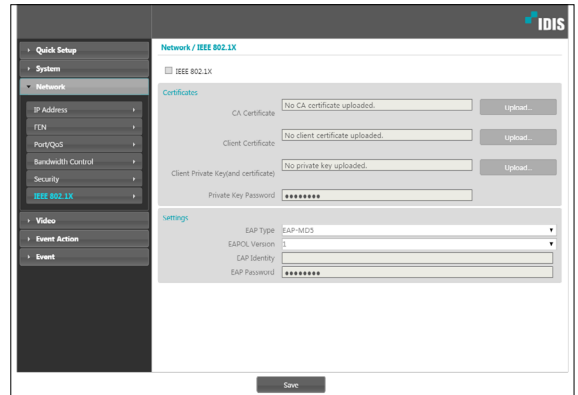 IDIS
Quick Setup
System
Network
IP Address
FEN
Port/QoS
Bandwidth Control
Security
IEEE 802.1X
Video
Event Action
Event
Network / IEEE 802.1X
IEEE 802.1X
Certificates
CA Certificate No CA certificate uploaded. Upload...
Client Certificate No client certificate uploaded. Upload...
Client Private Key(and certificate) No private key uploaded. Upload...
Private Key Password ●●●●●●●●
Settings
EAP Type EAP-MD5
EAPOL Version 1
EAP Identity
EAP Password ●●●●●●●●
Save